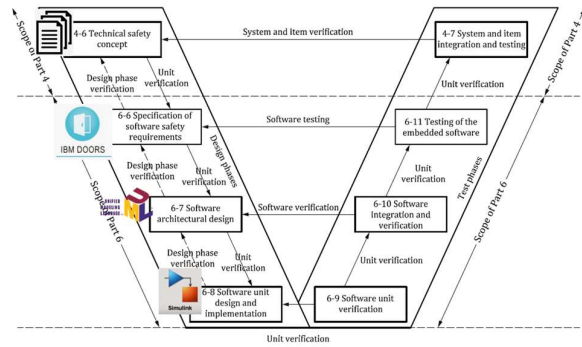 4-6 Technical safety
concept
System and item verification
4-7 System and item
integration and testing
Scope of Part 4
Scope of Part 4
Design phase
verification
Unit
verification
Unit verification
IBM DOORS
6-6 Specification of
software safety
requirements
Software testing
6-11 Testing of the
embedded software
Design phase
verification
Unit
verification
Design phases
Unit
verification
Test phases
Scope of Part 6
Scope of Part 6
UNIFIED
MODELING
LANGUAGE
UML
6-7 Software
architectural design
Software verification
6-10 Software
integration and
verification
Design phase
verification
Unit
verification
Unit
verification
Simulink
6-8 Software unit
design and
implementation
6-9 Software unit
verification
Unit verification